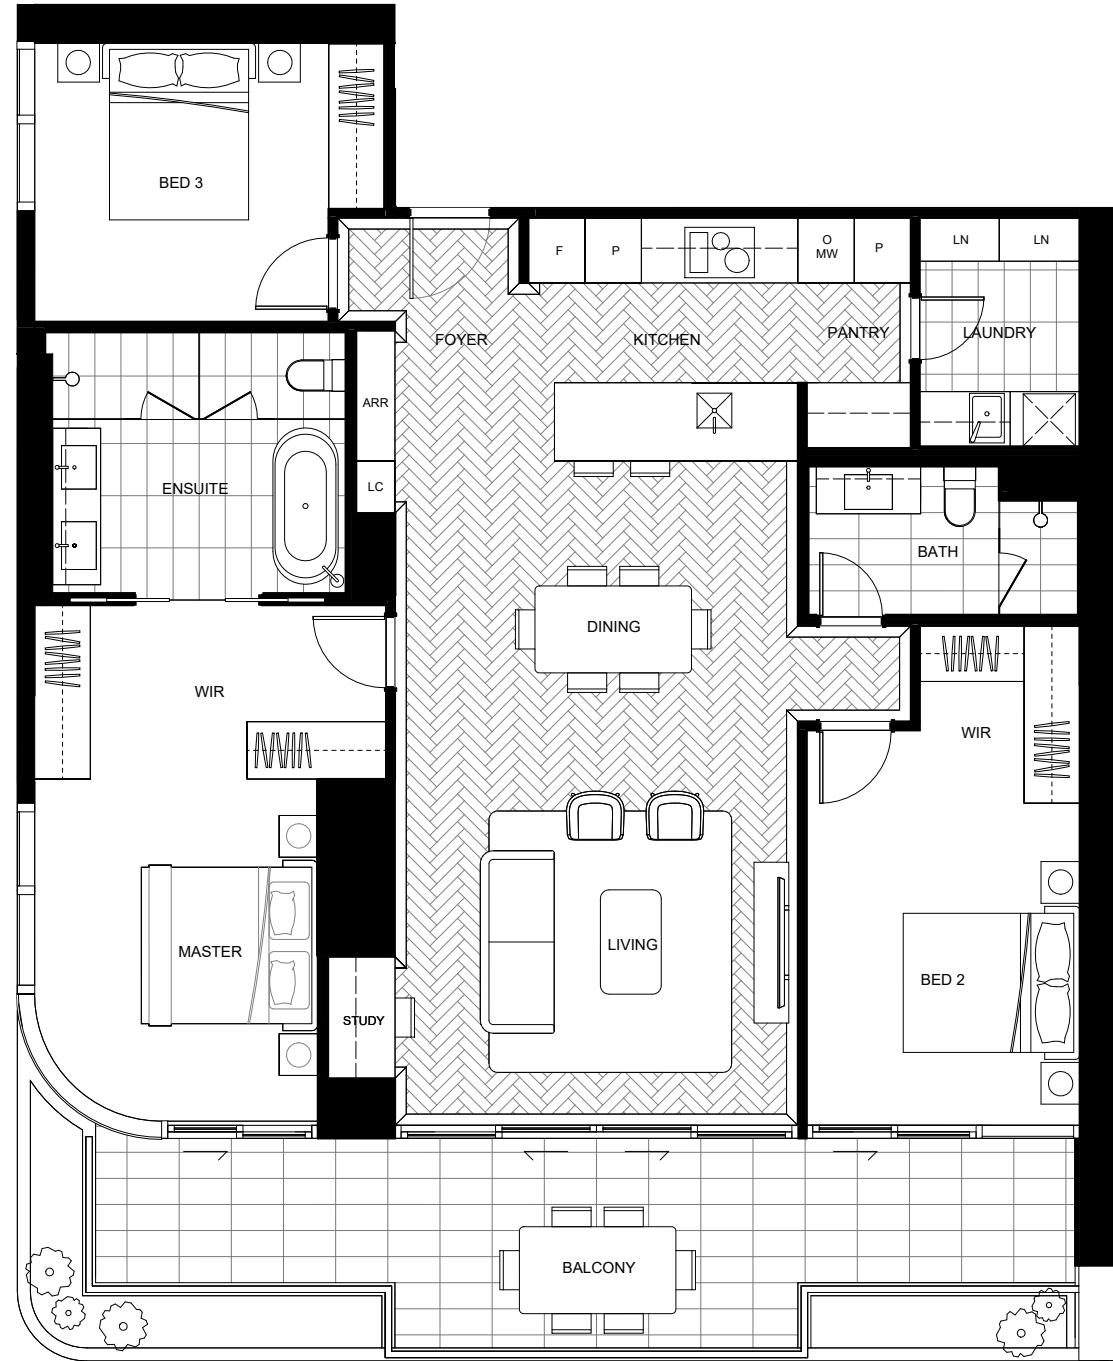 BED 3
F
P
O
MW
P
LN
LN
FOYER
KITCHEN
PANTRY
LAUNDRY
ARR
LC
ENSUITE
BATH
DINING
WIR
WIR
MASTER
LIVING
BED 2
STUDY
BALCONY